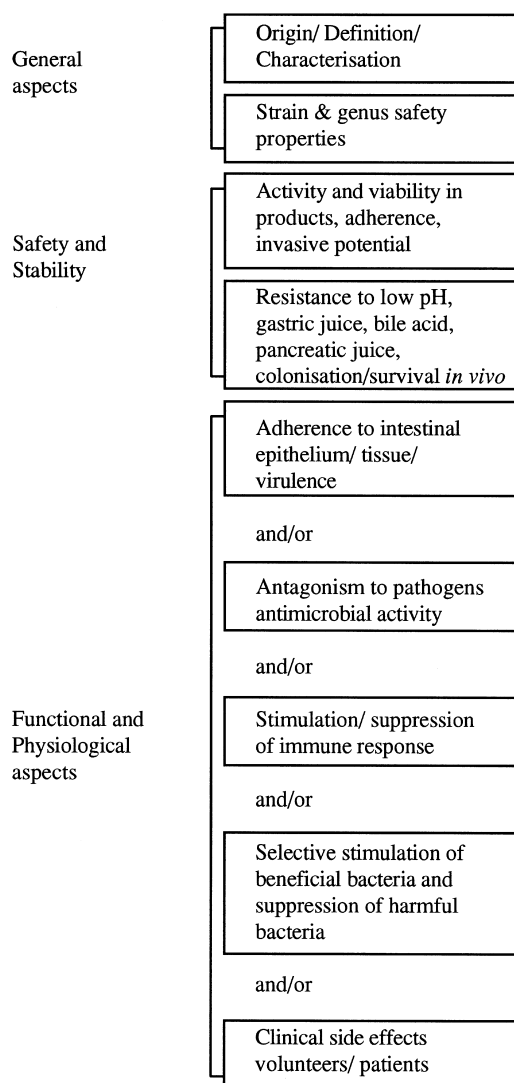 General
aspects
Origin/ Definition/
Characterisation
Strain & genus safety
properties
Safety and
Stability
Activity and viability in
products, adherence,
invasive potential
Resistance to low pH,
gastric juice, bile acid,
pancreatic juice,
colonisation/survival in vivo
Functional and
Physiological
aspects
Adherence to intestinal
epithelium/ tissue/
virulence
and/or
Antagonism to pathogens
antimicrobial activity
and/or
Stimulation/ suppression
of immune response
and/or
Selective stimulation of
beneficial bacteria and
suppression of harmful
bacteria
and/or
Clinical side effects
volunteers/ patients